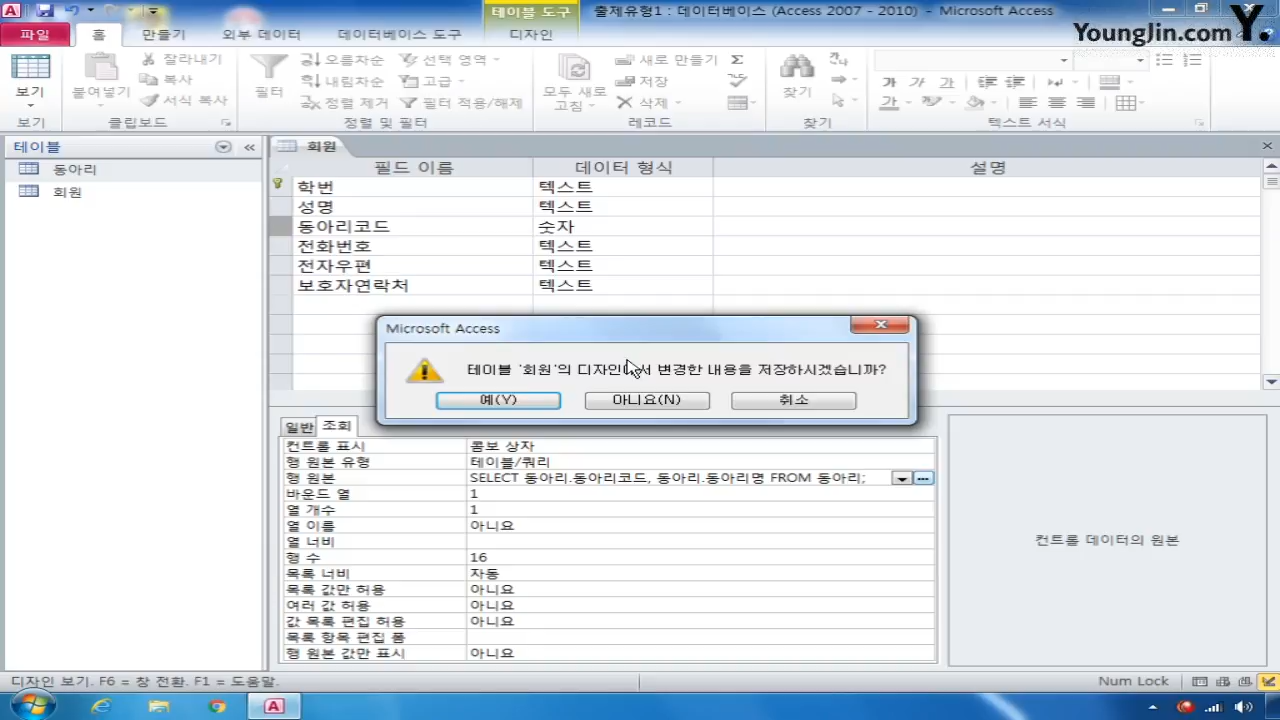 테이블 도구
출제유형1 : 데이터베이스 (Access 2007 - 2010) - Microsoft Access
YoungJin.com Y.
파일 홈 만들기 외부 데이터 데이터베이스 도구 디자인
잘라내기 오름차순 선택 영역 새로 만들기
복사 내림차순 고급 저장
보기 붙여넣기 서식 복사 필터 정렬 제거 필터 적용/해제 모두 새로 고침 삭제 찾기
보기 클립보드 정렬 및 필터 레코드 찾기 텍스트 서식
테이블
동아리
회원
회원
필드 이름 데이터 형식 설명
학번 텍스트
성명 텍스트
동아리코드 숫자
전화번호 텍스트
전자우편 텍스트
보호자연락처 텍스트
Microsoft Access
테이블 '회원'의 디자인에서 변경한 내용을 저장하시겠습니까?
예(Y) 아니요(N) 취소
일반 조회
컨트롤 표시 콤보 상자
행 원본 유형 테이블/쿼리
행 원본 SELECT 동아리.동아리코드, 동아리.동아리명 FROM 동아리;
바운드 열 1
열 개수 1
열 이름 아니요
열 너비
행 수 16
목록 너비 자동
목록 값만 허용 아니요
여러 값 허용 아니요
값 목록 편집 허용 아니요
목록 항목 편집 폼
행 원본 값만 표시 아니요
컨트롤 데이터의 원본
디자인 보기. F6 = 창 전환. F1 = 도움말.
Num Lock